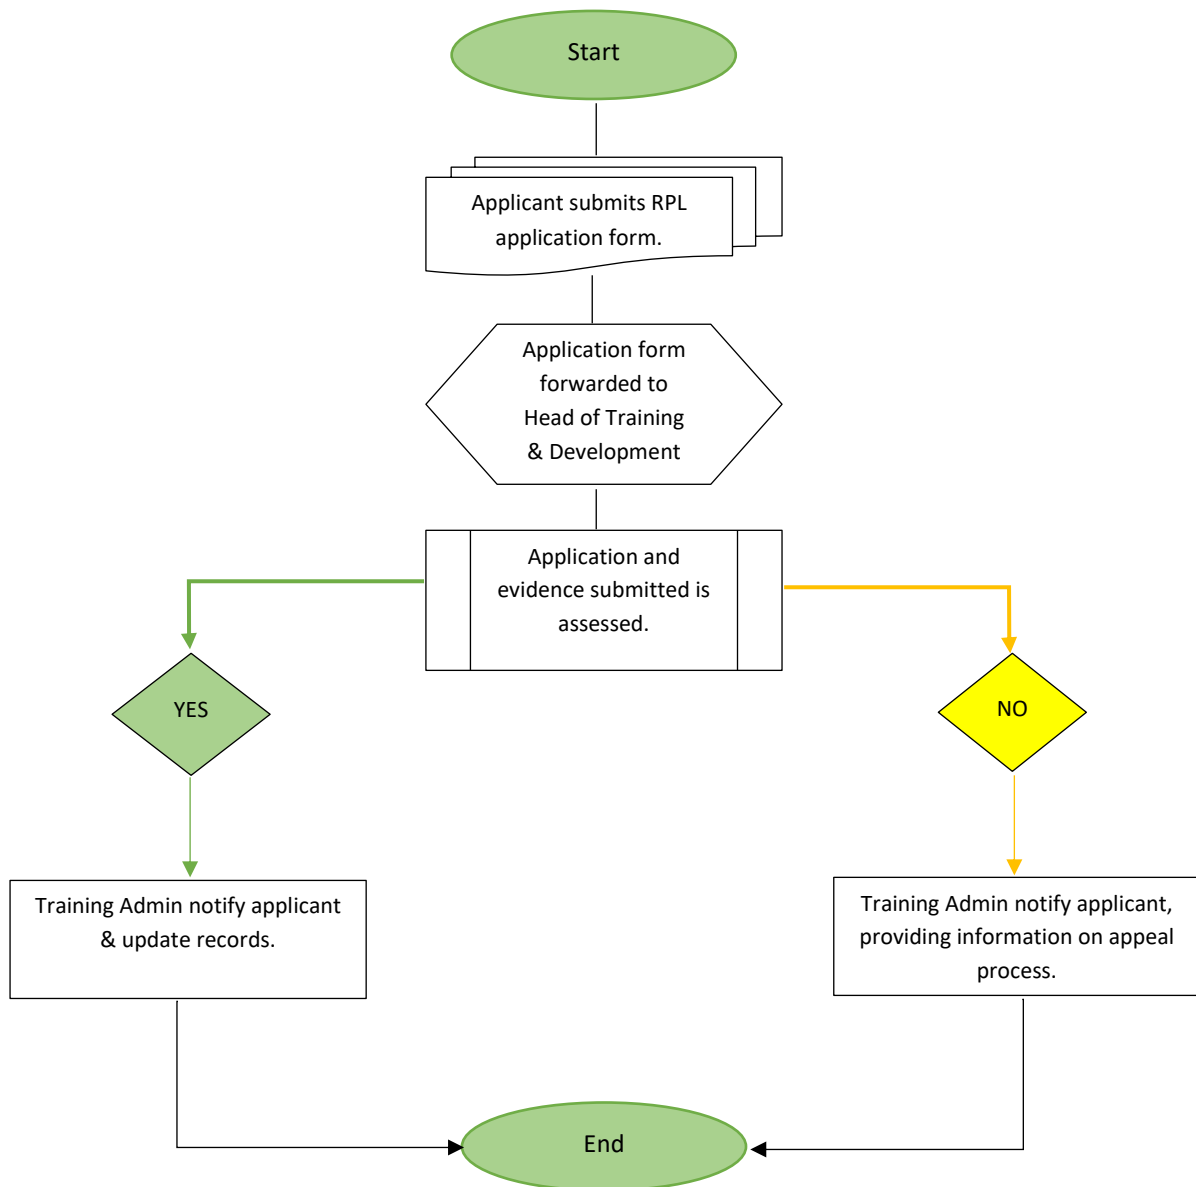 Start
Applicant submits RPL
application form.
Application form
forwarded to
Head of Training
& Development
Application and
evidence submitted is
assessed.
YES
NO
Training Admin notify applicant
& update records.
Training Admin notify applicant,
providing information on appeal
process.
End